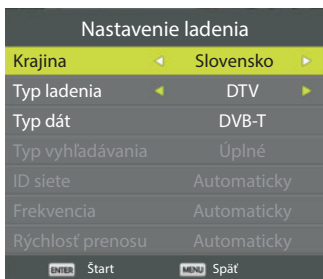 Nastavenie ladenia
Krajina Slovensko
Typ ladenia DTV
Typ dát DVB-T
Typ vyhľadávania Úplné
ID siete Automaticky
Frekvencia Automaticky
Rýchlosť prenosu Automaticky
ENTER Štart MENU Späť